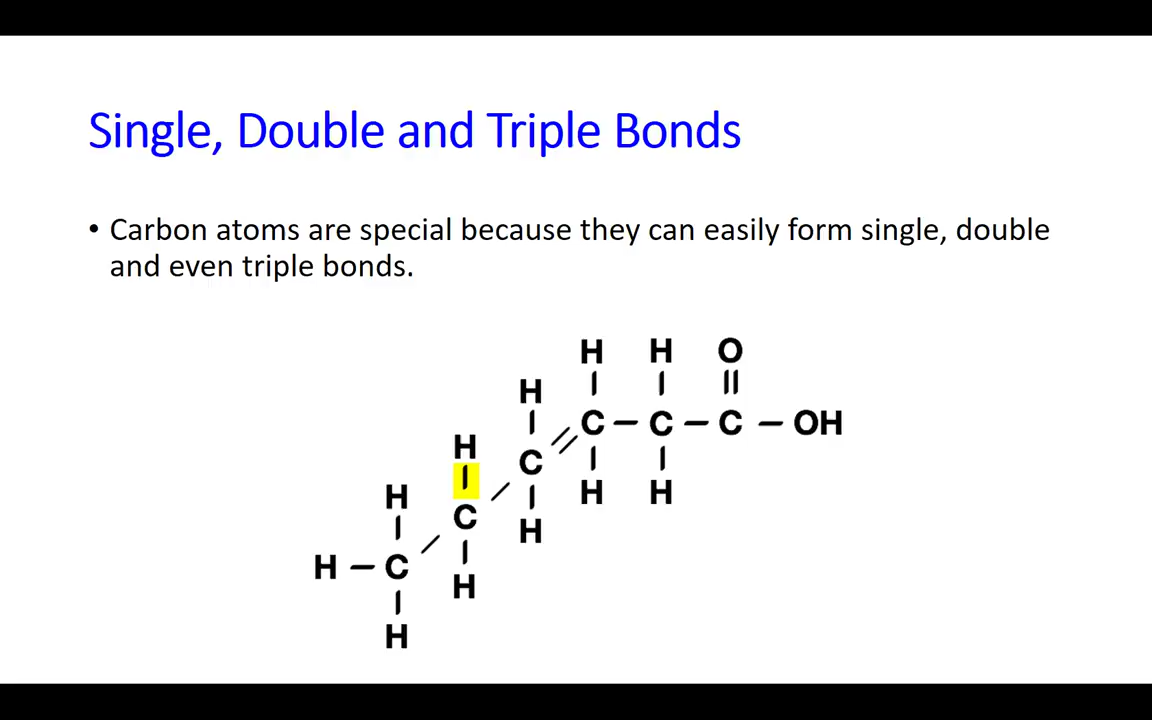 Single, Double and Triple Bonds
• Carbon atoms are special because they can easily form single, double
and even triple bonds.
H H O
H
C C C OH
H
C
H H
H
C
H
H C
H
H